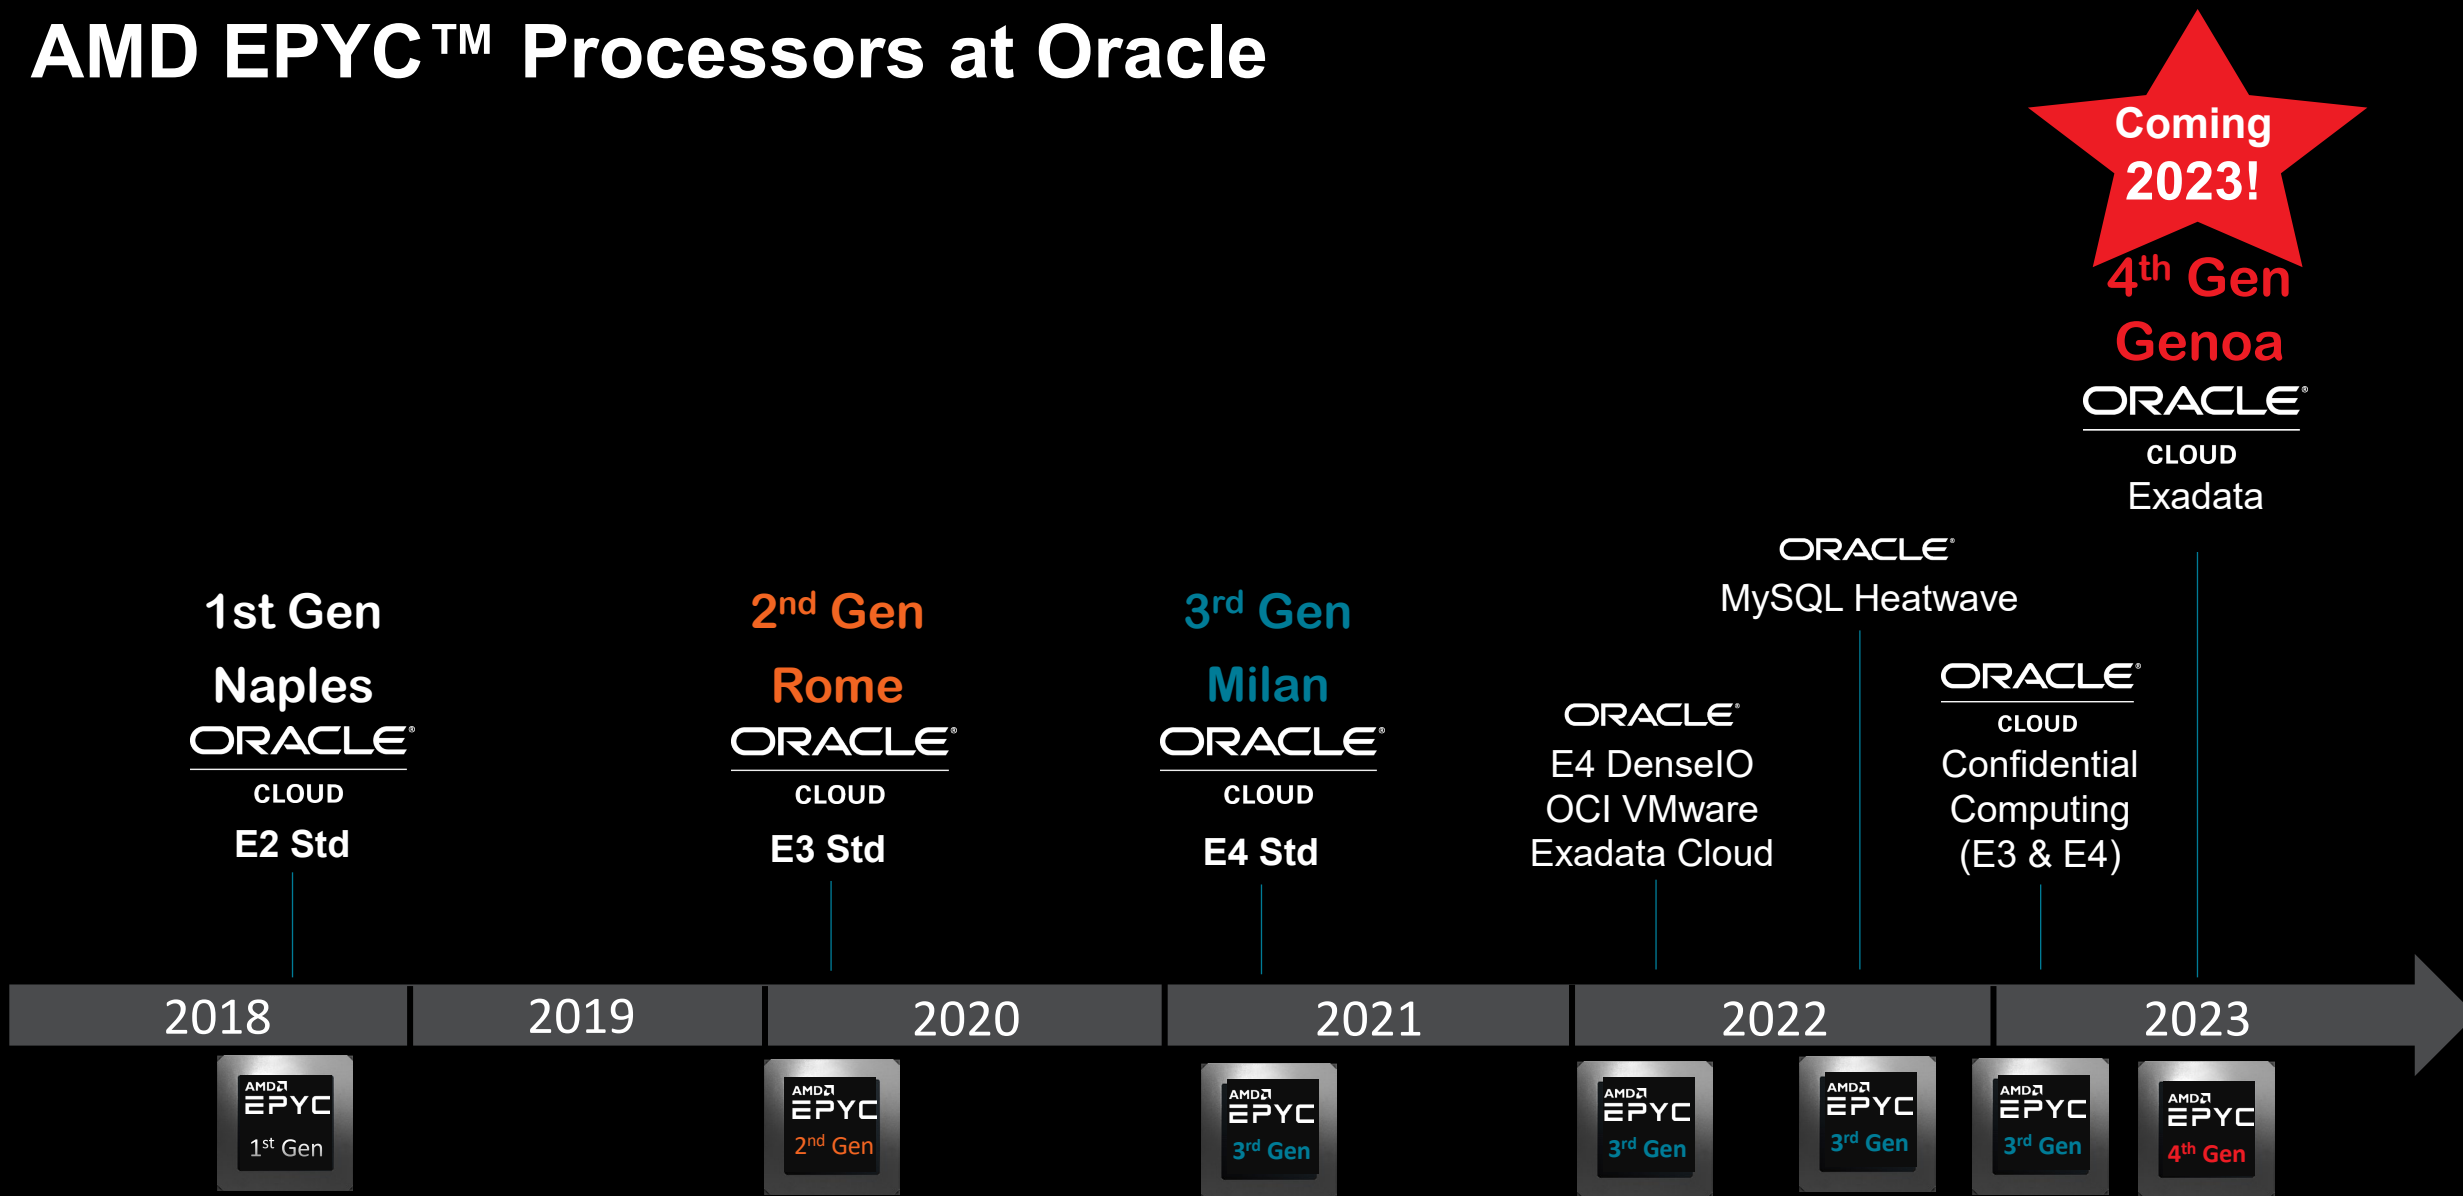 AMD EPYC™ Processors at Oracle
Coming
2023!
4th Gen
Genoa
ORACLE®
CLOUD
Exadata
ORACLE®
MySQL Heatwave
1st Gen
Naples
ORACLE®
CLOUD
E2 Std
2nd Gen
Rome
ORACLE®
CLOUD
E3 Std
3rd Gen
Milan
ORACLE®
CLOUD
E4 Std
ORACLE®
E4 DenseIO
OCI VMware
Exadata Cloud
ORACLE®
CLOUD
Confidential
Computing
(E3 & E4)
2018
2019
2020
2021
2022
2023
AMD
EPYC
1st Gen
AMD
EPYC
2nd Gen
AMD
EPYC
3rd Gen
AMD
EPYC
3rd Gen
AMD
EPYC
3rd Gen
AMD
EPYC
3rd Gen
AMD
EPYC
4th Gen